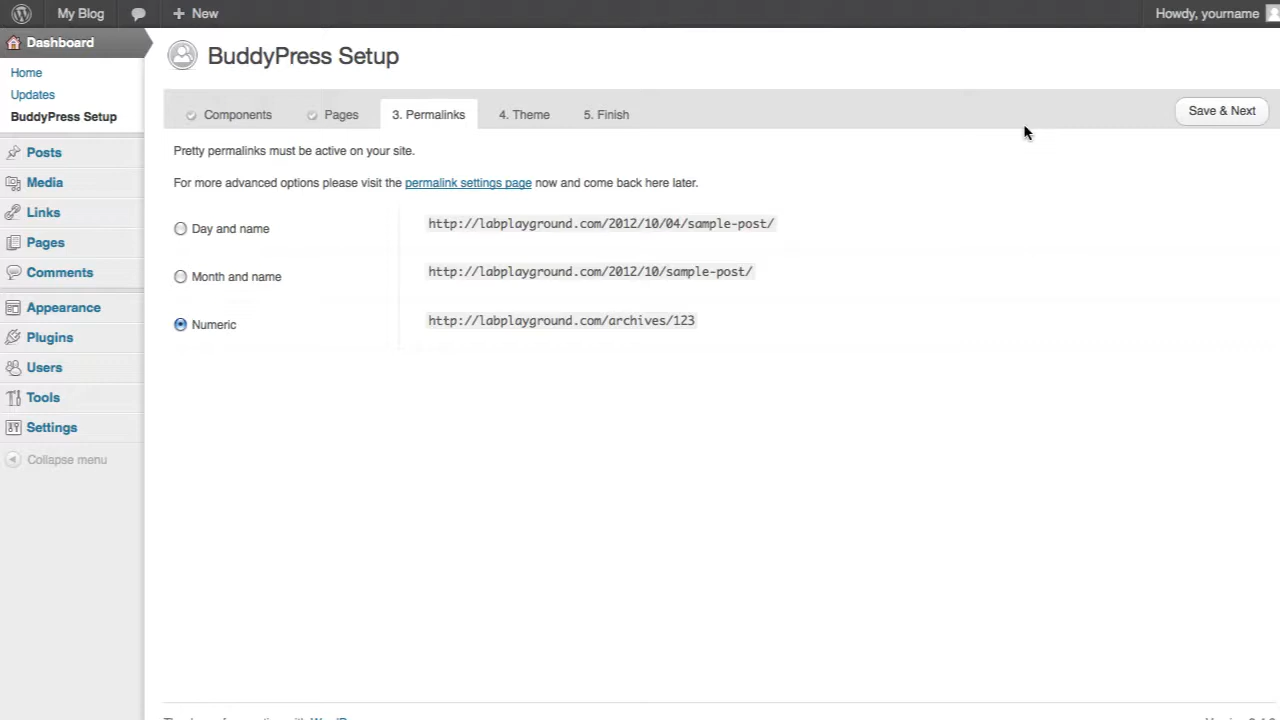 My Blog
New
Howdy, yourname
Dashboard
Home
Updates
BuddyPress Setup
Posts
Media
Links
Pages
Comments
Appearance
Plugins
Users
Tools
Settings
Collapse menu
BuddyPress Setup
Components
Pages
3. Permalinks
4. Theme
5. Finish
Save & Next
Pretty permalinks must be active on your site.
For more advanced options please visit the permalink settings page now and come back here later.
Day and name
http://labplayground.com/2012/10/04/sample-post/
Month and name
http://labplayground.com/2012/10/sample-post/
Numeric
http://labplayground.com/archives/123